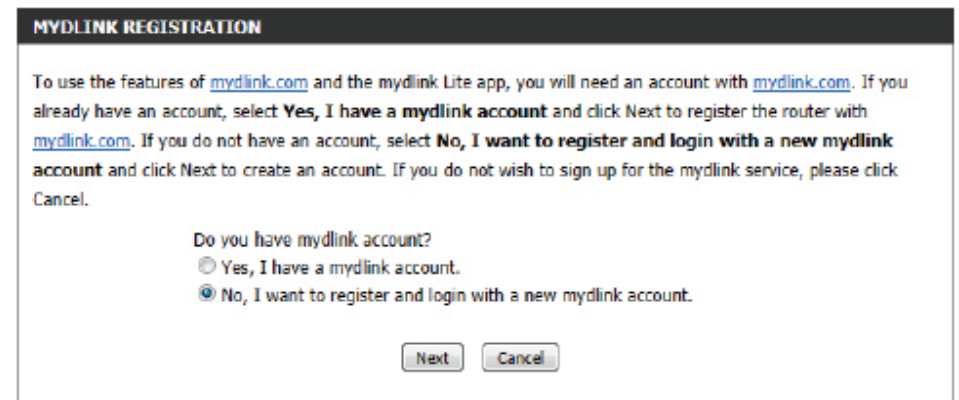 MYDLINK REGISTRATION
To use the features of mydlink.com and the mydlink Lite app, you will need an account with mydlink.com. If you
already have an account, select Yes, I have a mydlink account and click Next to register the router with
mydlink.com. If you do not have an account, select No, I want to register and login with a new mydlink
account and click Next to create an account. If you do not wish to sign up for the mydlink service, please click
Cancel.
Do you have mydlink account?
Yes, I have a mydlink account.
No, I want to register and login with a new mydlink account.
Next Cancel